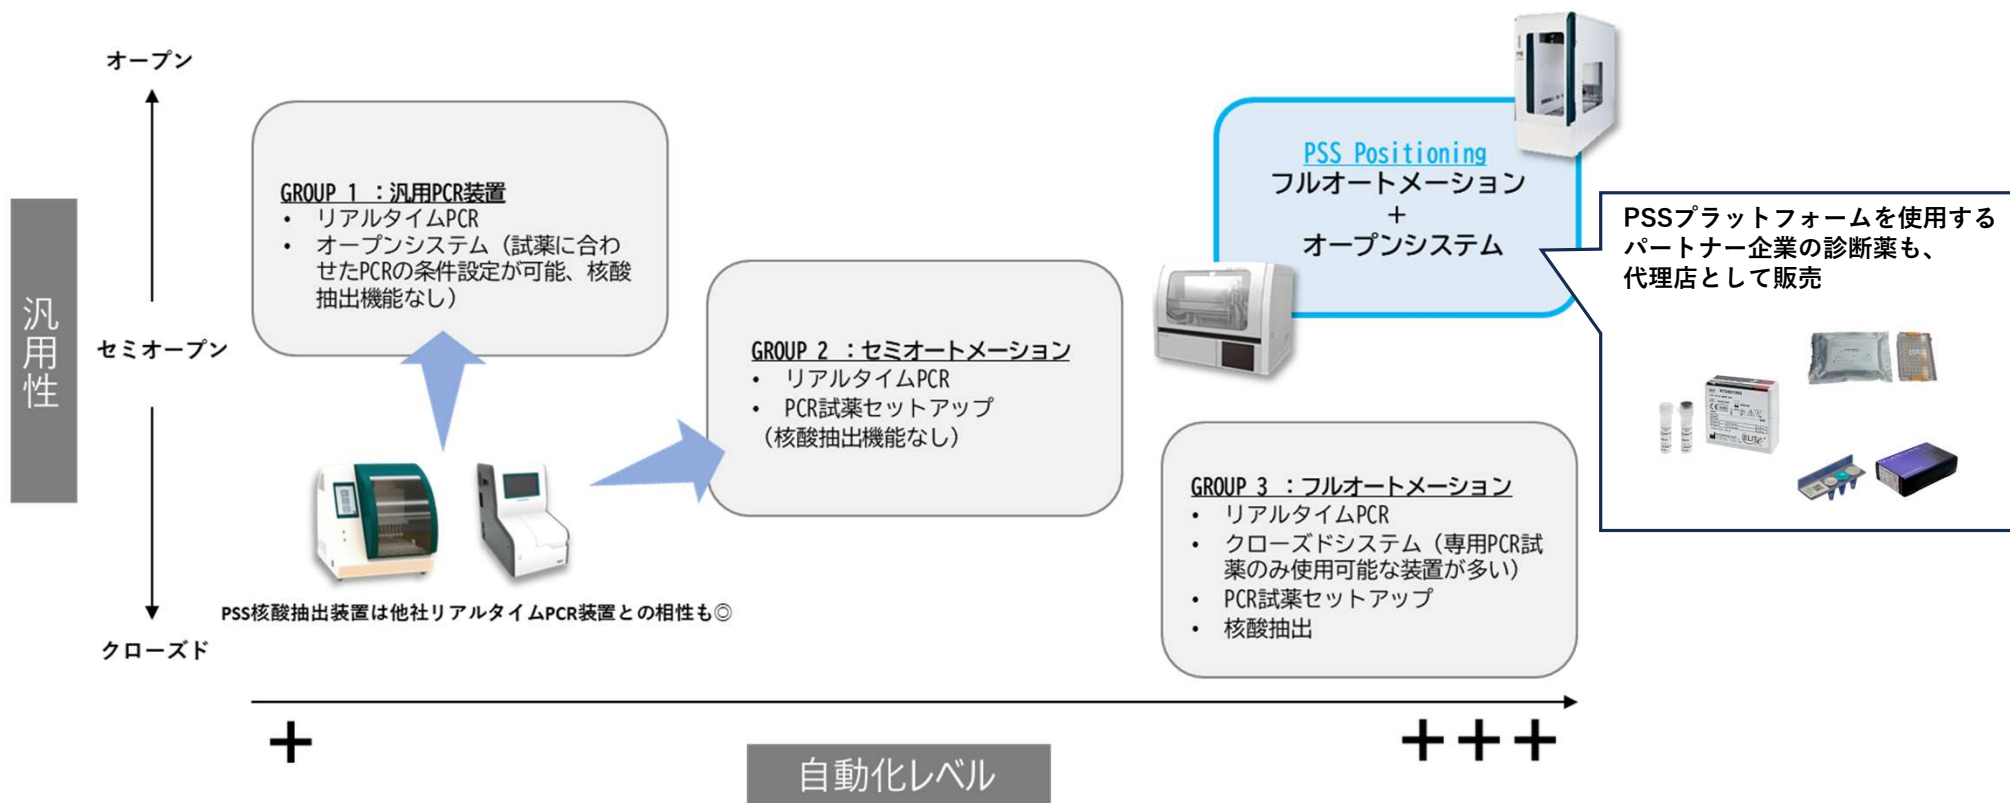 オープン
汎用性
セミオープン
クローズド
GROUP 1 :汎用PCR装置
• リアルタイムPCR
• オープンシステム(試薬に合わ
せたPCRの条件設定が可能、核酸
抽出機能なし)
GROUP 2 :セミオートメーション
• リアルタイムPCR
• PCR試薬セットアップ
(核酸抽出機能なし)
PSS核酸抽出装置は他社リアルタイムPCR装置との相性も◎
PSS Positioning
フルオートメーション
+
オープンシステム
PSSプラットフォームを使用する
パートナー企業の診断薬も、
代理店として販売
ELITe
GROUP 3 :フルオートメーション
• リアルタイムPCR
• クローズドシステム(専用PCR試
薬のみ使用可能な装置が多い)
• PCR試薬セットアップ
• 核酸抽出
+
+++
自動化レベル